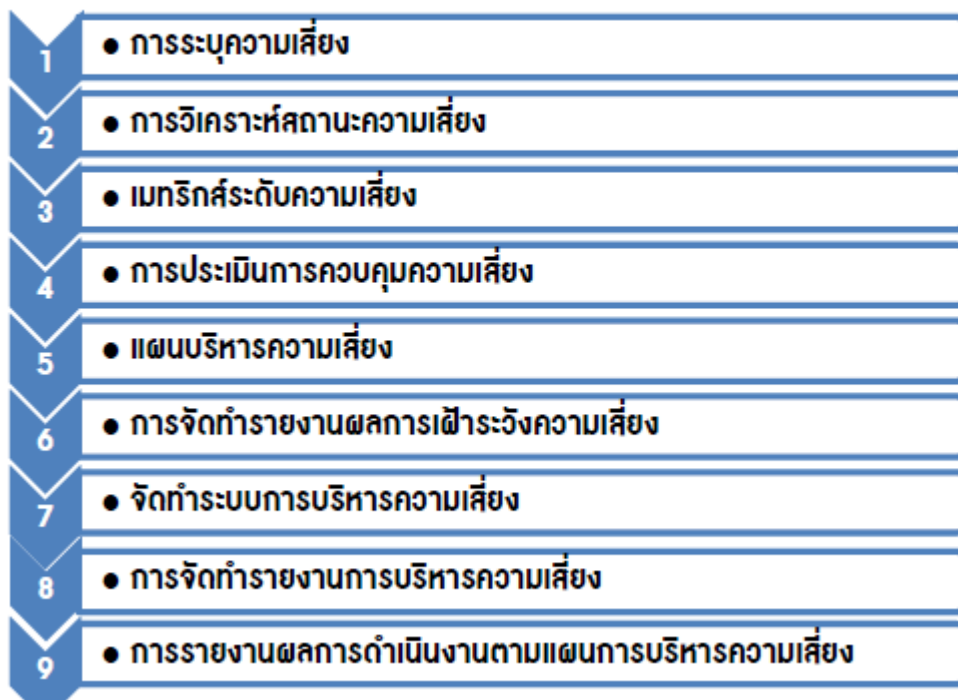 1 ● การระบุความเสี่ยง
2 ● การวิเคราะห์สถานะความเสี่ยง
3 ● เมทริกส์ระดับความเสี่ยง
4 ● การประเมินการควบคุมความเสี่ยง
5 ● แผนบริหารความเสี่ยง
6 ● การจัดทำรายงานผลการเฝ้าระวังความเสี่ยง
7 ● จัดทำระบบการบริหารความเสี่ยง
8 ● การจัดทำรายงานการบริหารความเสี่ยง
9 ● การรายงานผลการดำเนินงานตามแผนการบริหารความเสี่ยง